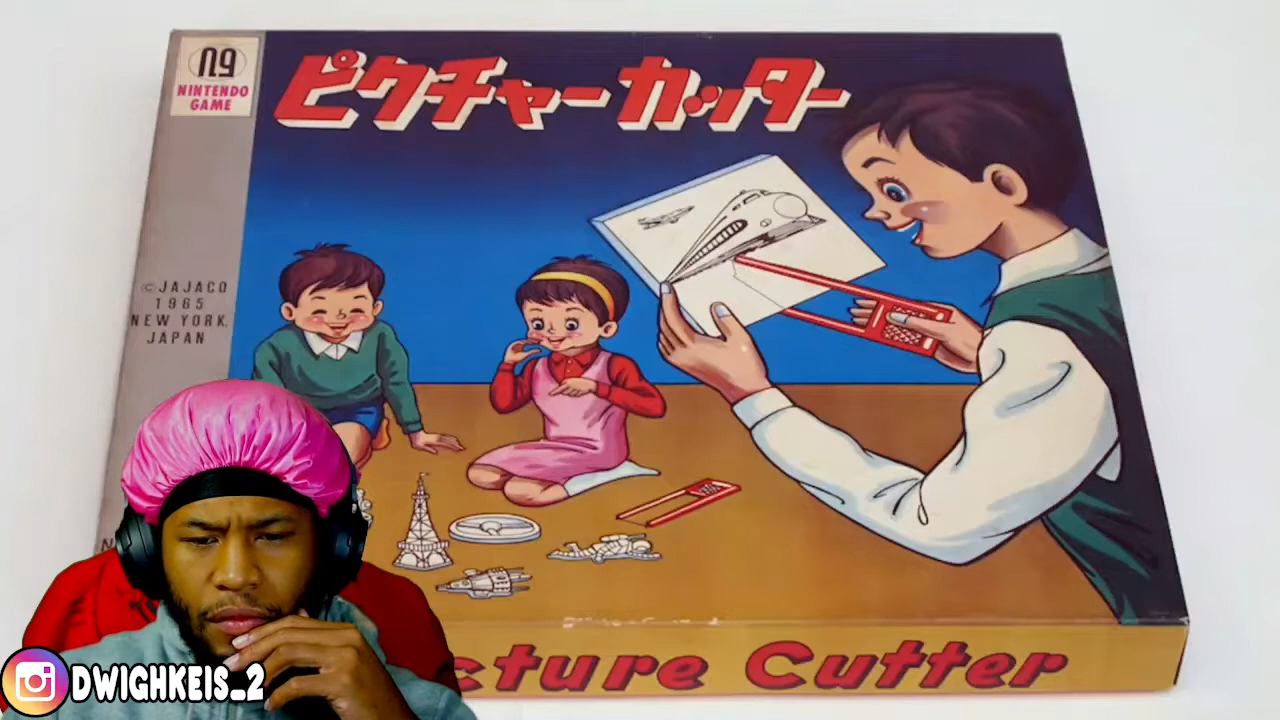 ng
NINTENDO
GAME
ピクチャーカッター
©JAJACO
1965
NEW YORK,
JAPAN
cture Cutter
DWIGHKEIS_2